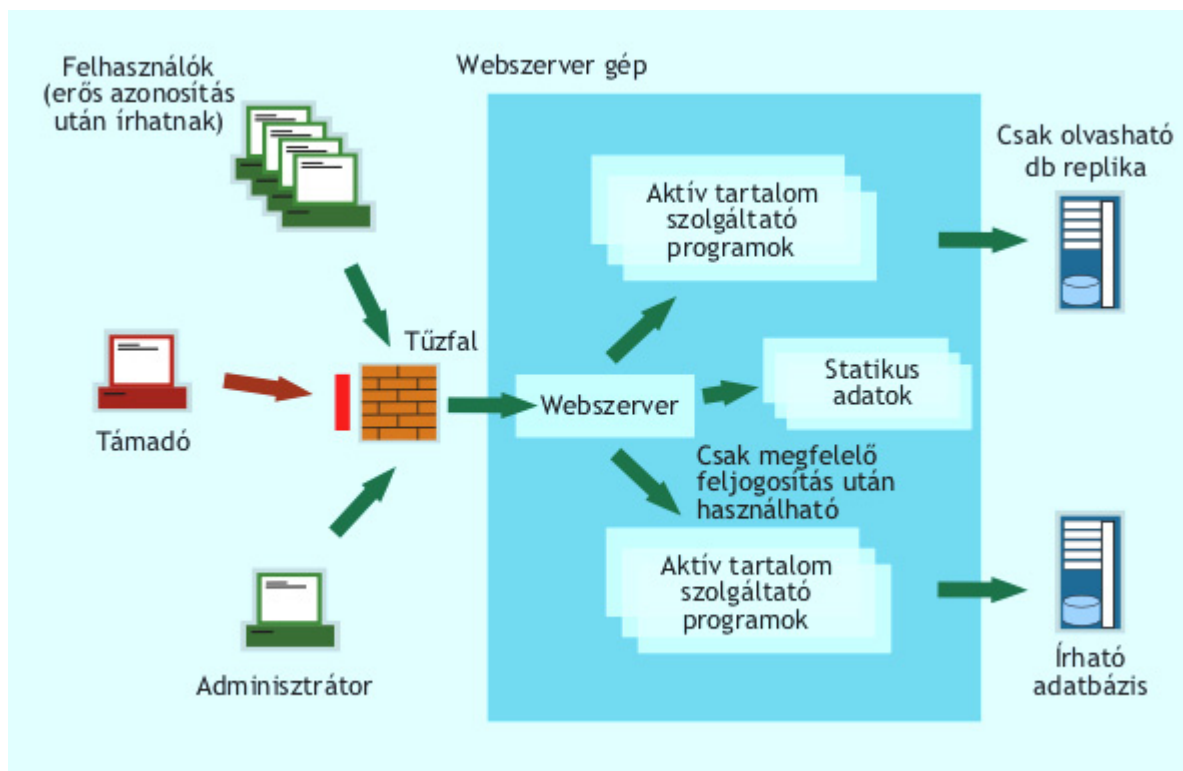 Felhasználók
(erős azonosítás
után írhatnak)
Webszerver gép
Csak olvasható
db replika
Aktív tartalom
szolgáltató
programok
Tűzfal
Támadó
Webszerver
Statikus
adatok
Csak megfelelő
feljogosítás után
használható
Aktív tartalom
szolgáltató
programok
Adminisztrátor
Írható
adatbázis